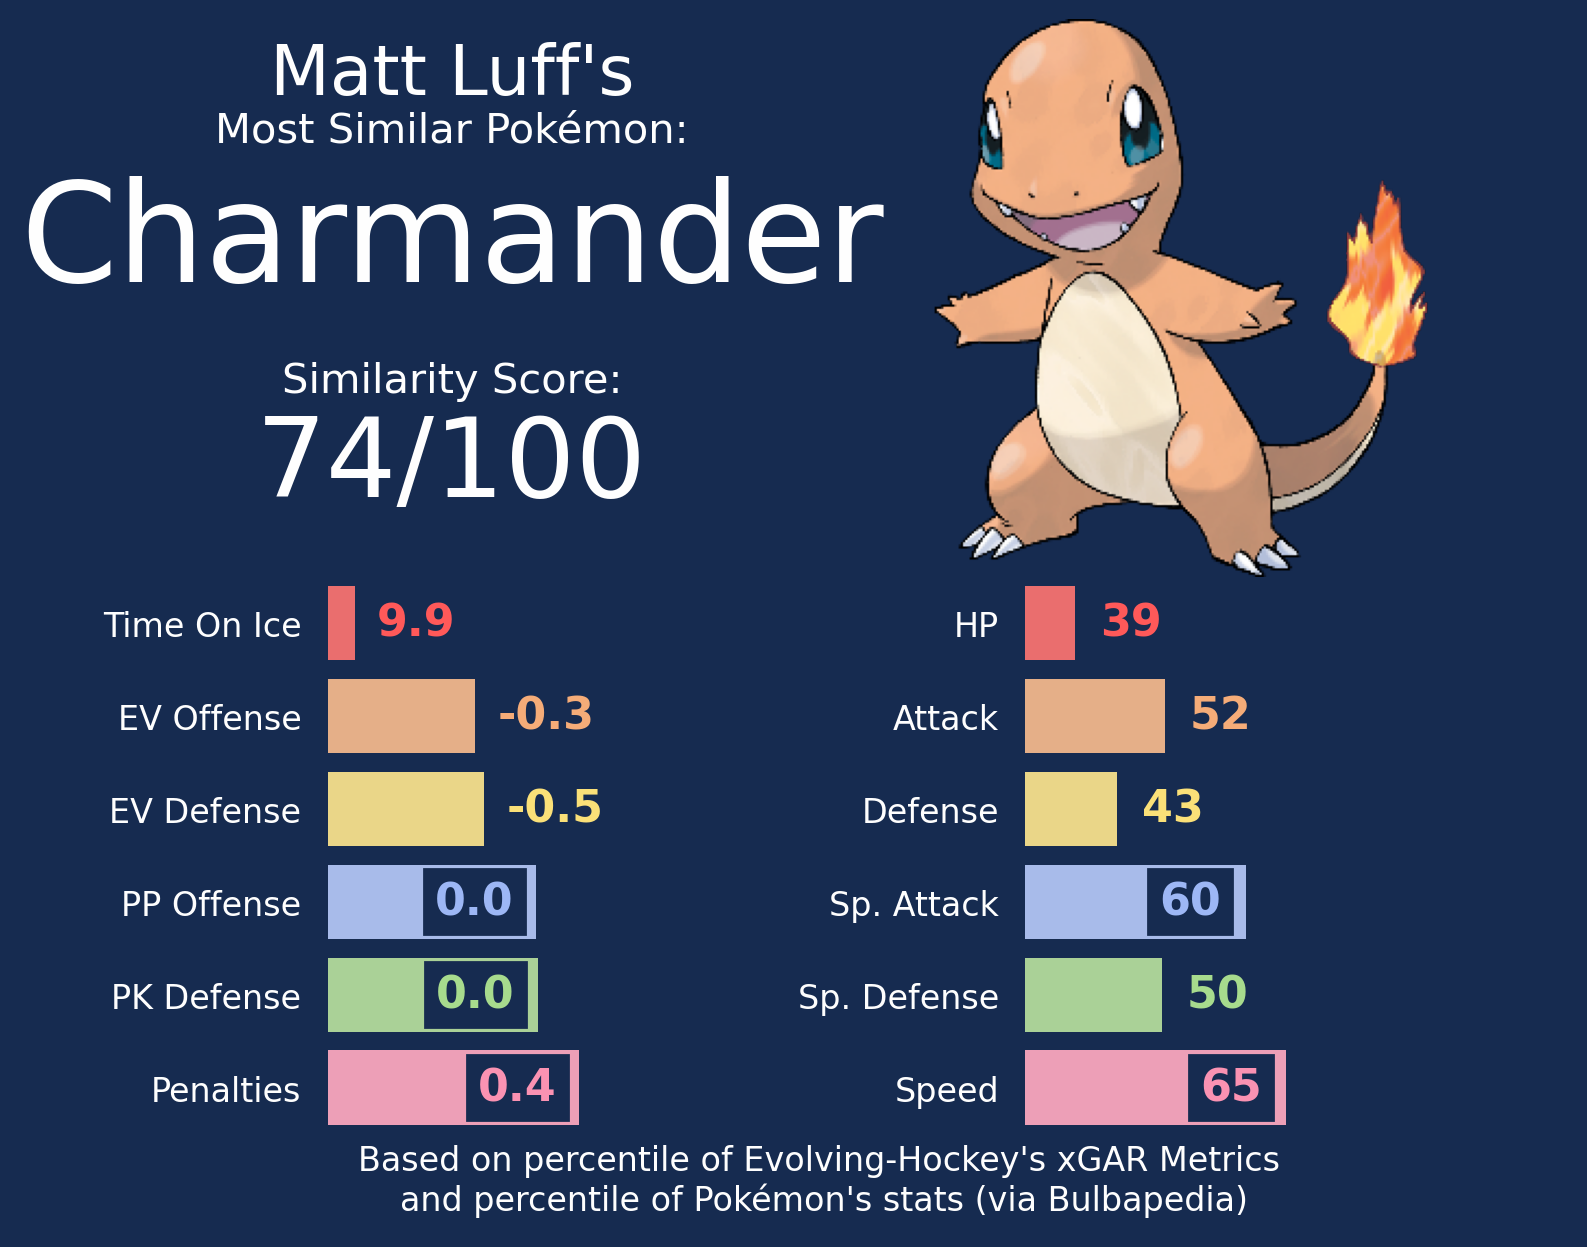 Matt Luff's
Most Similar Pokémon:
Charmander
Similarity Score:
74/100
Time On Ice 9.9
EV Offense -0.3
EV Defense -0.5
PP Offense 0.0
PK Defense 0.0
Penalties 0.4
HP 39
Attack 52
Defense 43
Sp. Attack 60
Sp. Defense 50
Speed 65
Based on percentile of Evolving-Hockey's xGAR Metrics
and percentile of Pokémon's stats (via Bulbapedia)